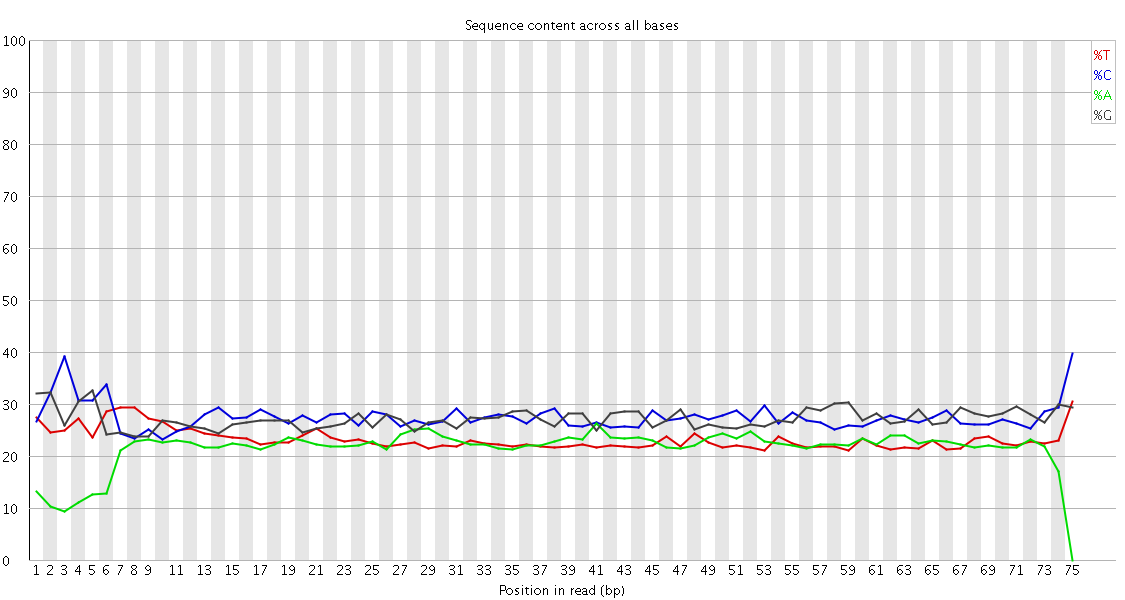 Sequence content across all bases
100
90
80
70
60
50
40
30
20
10
0
%T
%C
%A
%G
1 2 3 4 5 6 7 8 9 11 13 15 17 19 21 23 25 27 29 31 33 35 37 39 41 43 45 47 49 51 53 55 57 59 61 63 65 67 69 71 73 75
Position in read (bp)